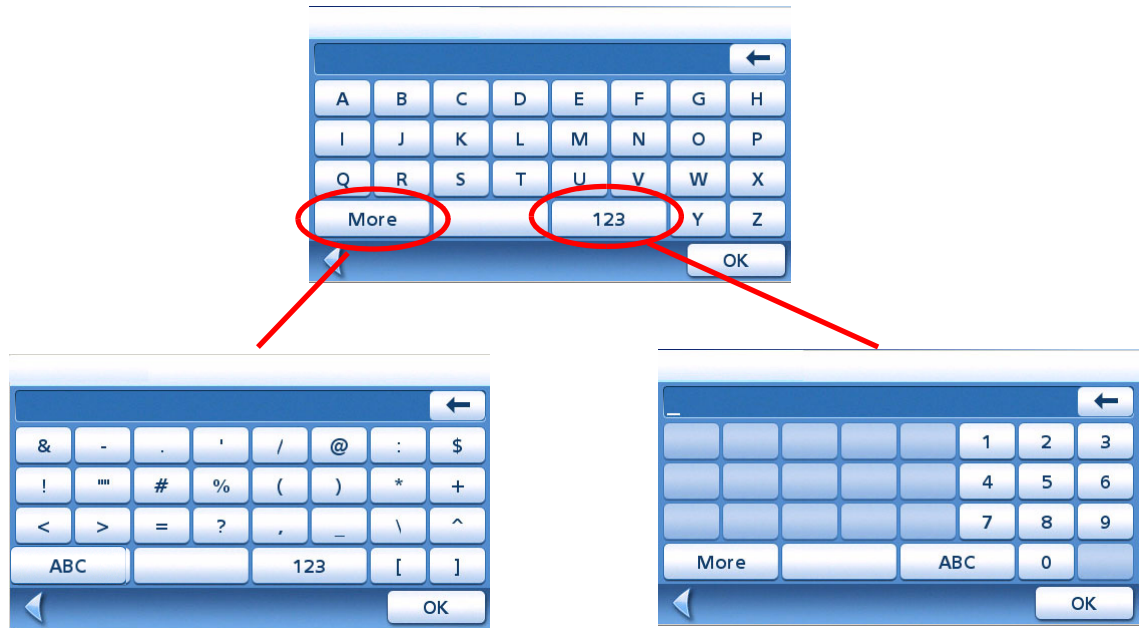 A B C D E F G H
I J K L M N O P
Q R S T U V W X
More 123 Y Z
OK
& - . ' / @ : $
! "" # % ( ) * +
< > = ? , _ \ ^
ABC 123 [ ]
OK
_
1 2 3
4 5 6
7 8 9
More ABC 0
OK